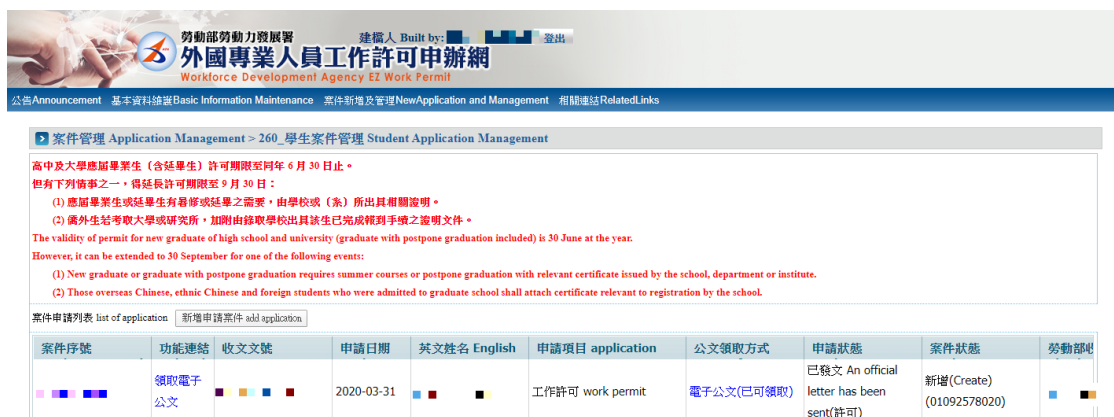 勞動部勞動力發展署
建檔人 Built by:
登出
外國專業人員工作許可申辦網
Workforce Development Agency EZ Work Permit
公告Announcement 基本資料維護Basic Information Maintenance 案件新增及管理NewApplication and Management 相關連結RelatedLinks
案件管理 Application Management > 260_學生案件管理 Student Application Management
高中及大學應屆畢業生（含延畢生）許可期限至同年 6 月 30 日止。
但有下列情事之一，得延長許可期限至 9 月 30 日：
(1) 應屆畢業生或延畢生有暑修或延畢之需要，由學校或（系）所出具相關證明。
(2) 僑外生若考取大學或研究所，加附由錄取學校出具該生已完成報到手續之證明文件。
The validity of permit for new graduate of high school and university (graduate with postpone graduation included) is 30 June at the year.
However, it can be extended to 30 September for one of the following events:
(1) New graduate or graduate with postpone graduation requires summer courses or postpone graduation with relevant certificate issued by the school, department or institute.
(2) Those overseas Chinese, ethnic Chinese and foreign students who were admitted to graduate school shall attach certificate relevant to registration by the school.
案件申請列表 list of application 新增申請案件 add application
案件序號 功能連結 收文文號 申請日期 英文姓名 English 申請項目 application 公文領取方式 申請狀態 案件狀態 勞動部收
領取電子公文 2020-03-31 工作許可 work permit 電子公文(已可領取) 已發文 An official letter has been sent(許可) 新增(Create) (01092578020)